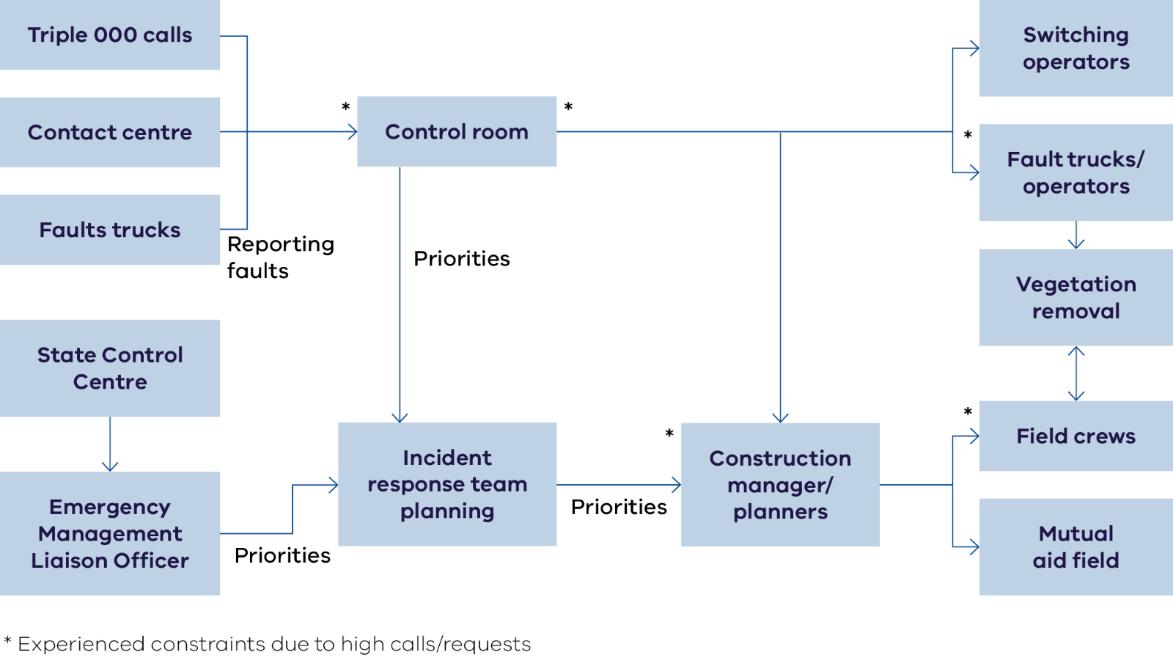 Triple 000 calls
Contact centre
Faults trucks
Reporting
faults
*
Control room
*
Priorities
Switching
operators
*
Fault trucks/
operators
Vegetation
removal
State Control
Centre
Emergency
Management
Liaison Officer
Priorities
Incident
response team
planning
Priorities
*
Construction
manager/
planners
*
Field crews
Mutual
aid field
* Experienced constraints due to high calls/requests